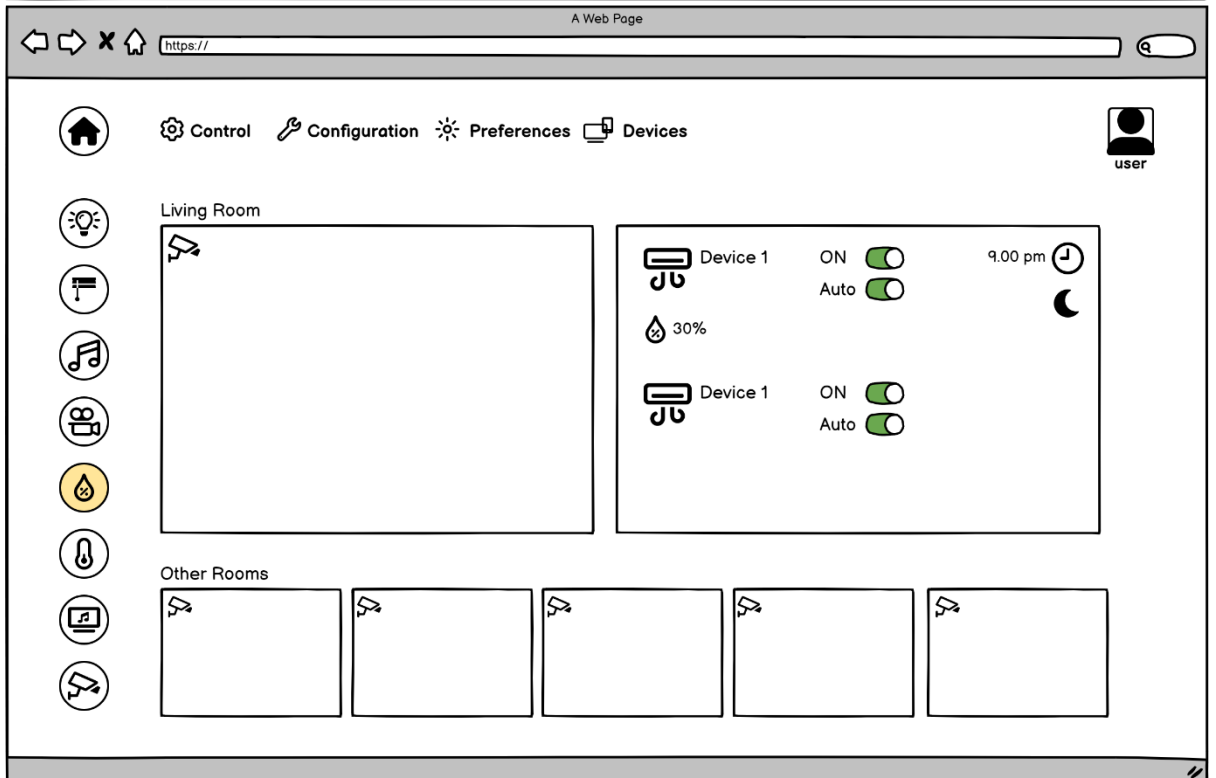 A Web Page
https://
Control Configuration Preferences Devices
user
Living Room
Device 1 ON 9.00 pm
Auto
30%
Device 1 ON
Auto
Other Rooms